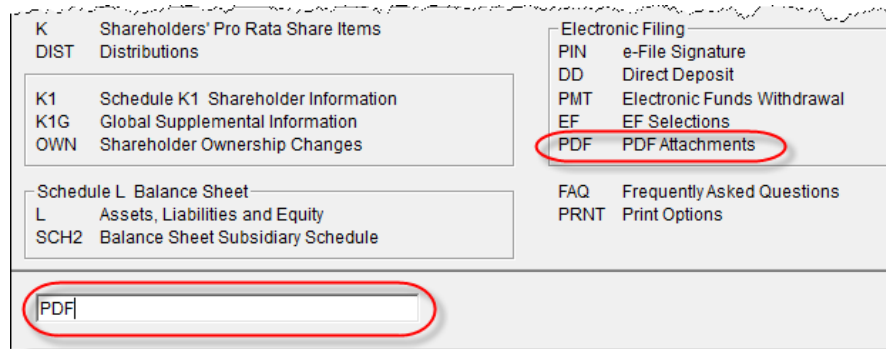 K Shareholders' Pro Rata Share Items
DIST Distributions
K1 Schedule K1 Shareholder Information
K1G Global Supplemental Information
OWN Shareholder Ownership Changes
Schedule L Balance Sheet
L Assets, Liabilities and Equity
SCH2 Balance Sheet Subsidiary Schedule
Electronic Filing
PIN e-File Signature
DD Direct Deposit
PMT Electronic Funds Withdrawal
EF EF Selections
PDF PDF Attachments
FAQ Frequently Asked Questions
PRNT Print Options
PDF